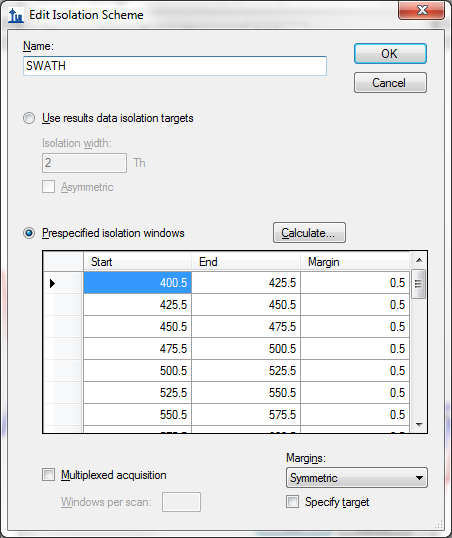 Edit Isolation Scheme
Name:
SWATH
OK
Cancel
Use results data isolation targets
Isolation width:
2 Th
Asymmetric
Prespecified isolation windows Calculate...
Start End Margin
400.5 425.5 0.5
425.5 450.5 0.5
450.5 475.5 0.5
475.5 500.5 0.5
500.5 525.5 0.5
525.5 550.5 0.5
550.5 575.5 0.5
Multiplexed acquisition
Windows per scan:
Margins:
Symmetric
Specify target